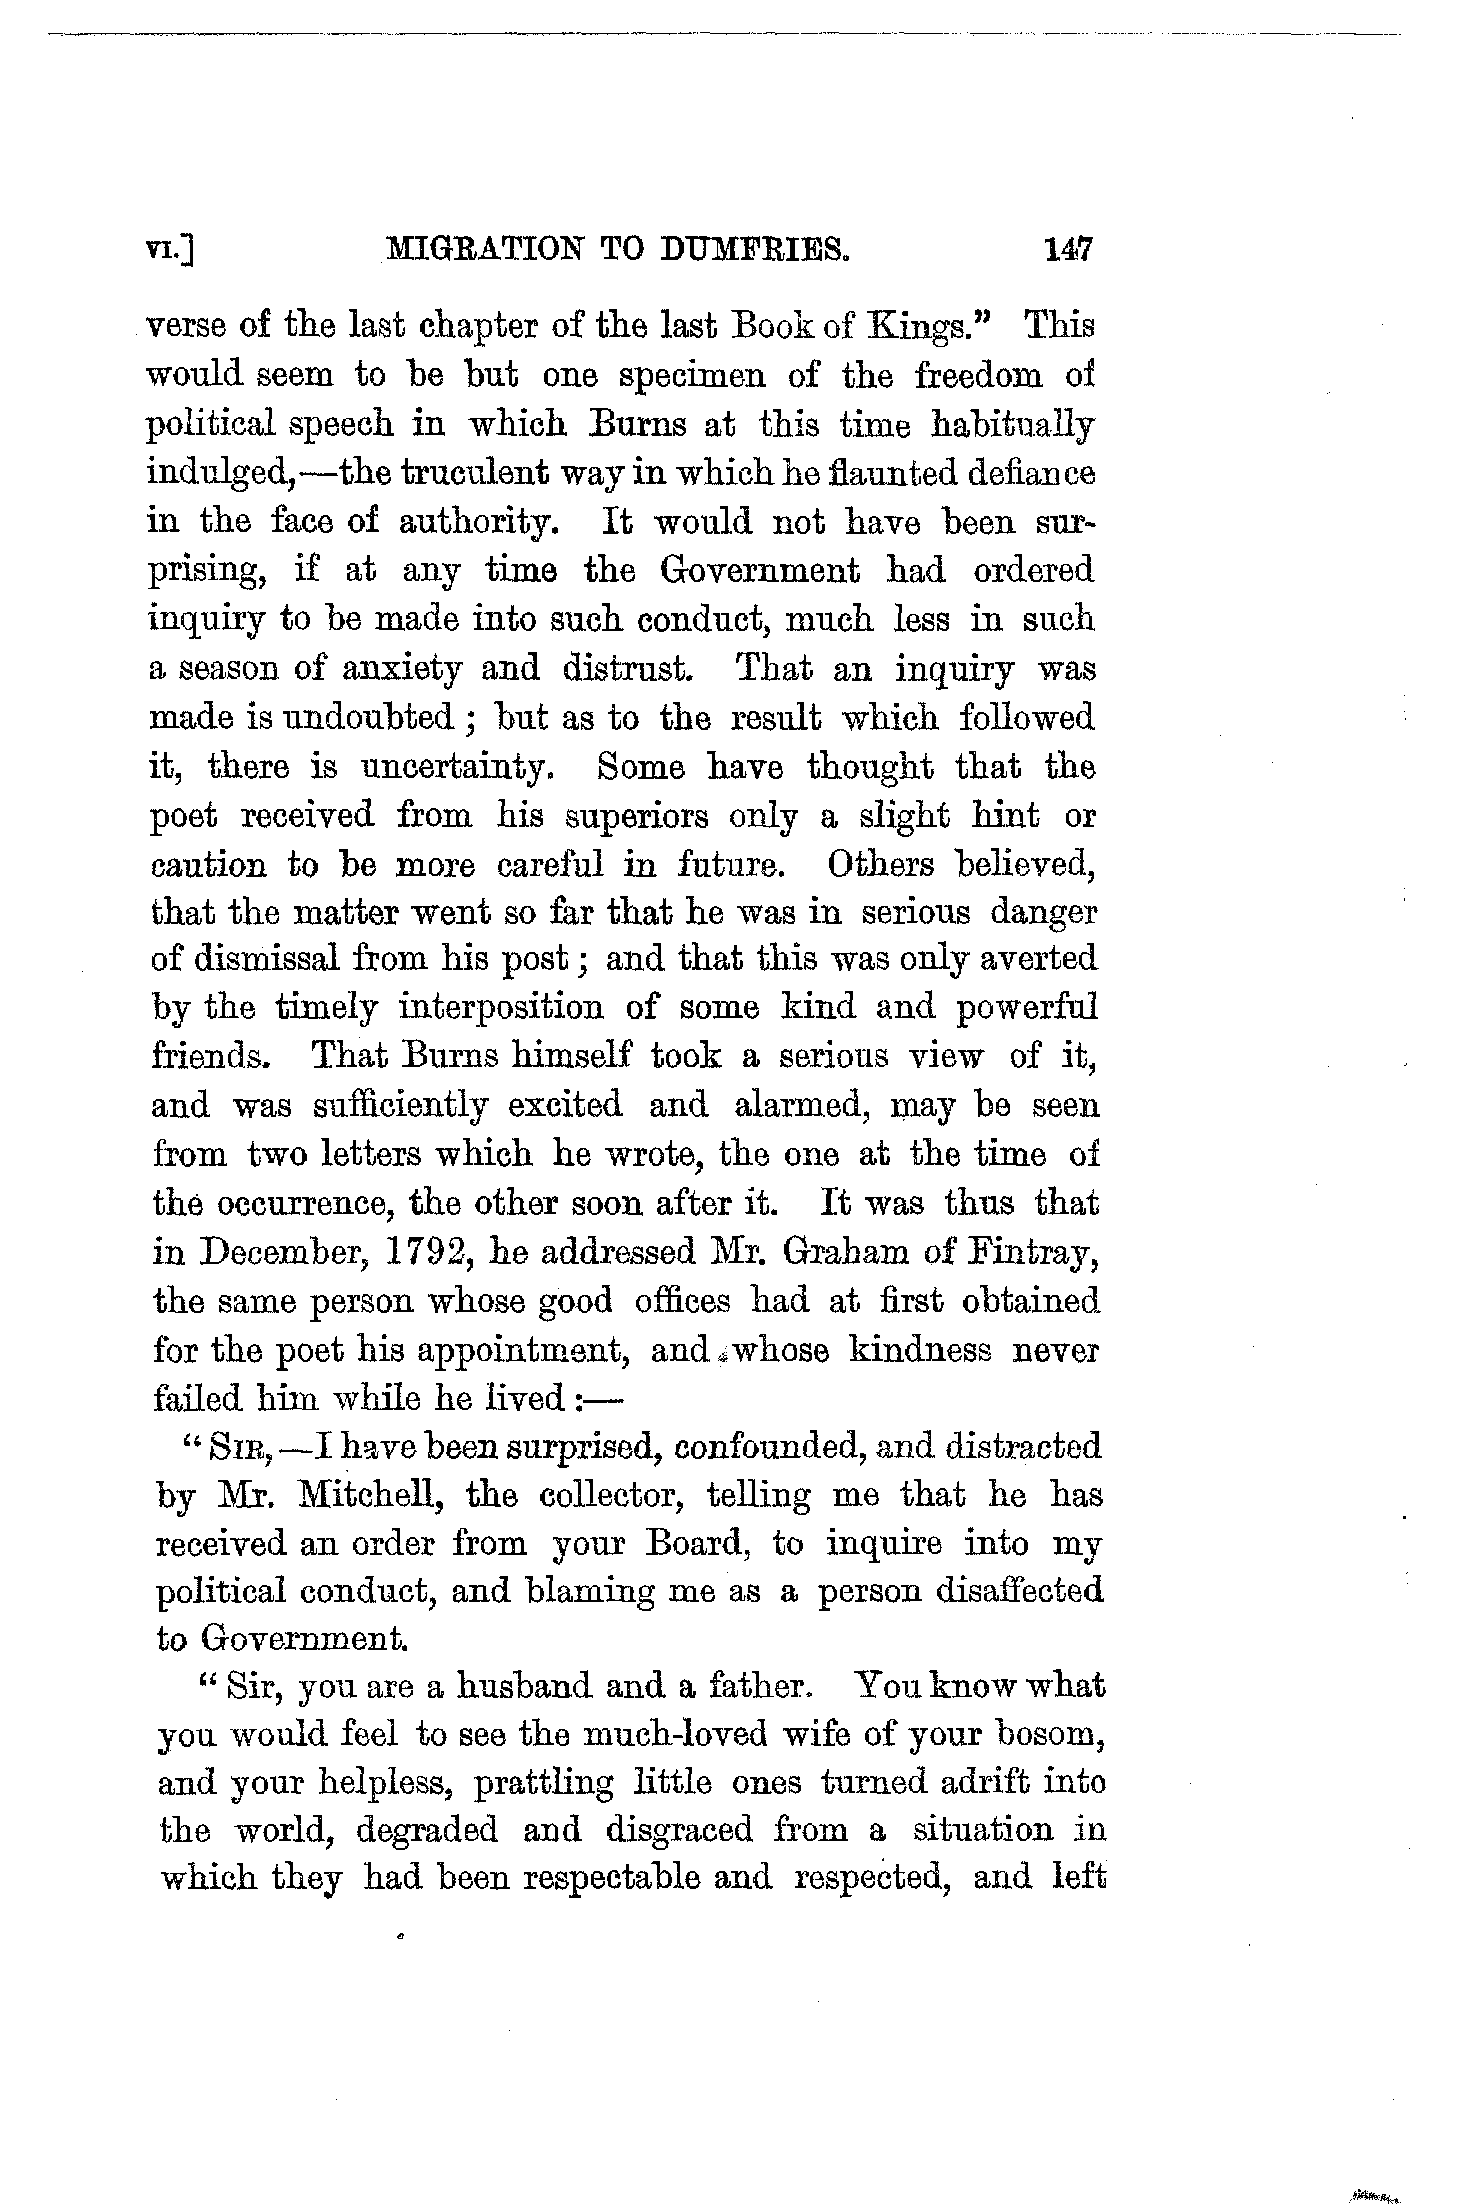 VI.] MIGRATION TO DUMFRIES. 147
verse of the last chapter of the last Book of Kings." This
would seem to be but one specimen of the freedom of
political speech in which Burns at this time habitually
indulged,—the truculent way in which he flaunted defiance
in the face of authority. It would not have been sur-
prising, if at any time the Government had ordered
inquiry to be made into such conduct, much less in such
a season of anxiety and distrust. That an inquiry was
made is undoubted; but as to the result which followed
it, there is uncertainty. Some have thought that the
poet received from his superiors only a slight hint or
caution to be more careful in future. Others believed,
that the matter went so far that he was in serious danger
of dismissal from his post; and that this was only averted
by the timely interposition of some kind and powerful
friends. That Burns himself took a serious view of it,
and was sufficiently excited and alarmed, may be seen
from two letters which he wrote, the one at the time of
the occurrence, the other soon after it. It was thus that
in December, 1792, he addressed Mr. Graham of Fintray,
the same person whose good offices had at first obtained
for the poet his appointment, and whose kindness never
failed him while he lived:—
"SIR,—I have been surprised, confounded, and distracted
by Mr. Mitchell, the collector, telling me that he has
received an order from your Board, to inquire into my
political conduct, and blaming me as a person disaffected
to Government.
"Sir, you are a husband and a father. You know what
you would feel to see the much-loved wife of your bosom,
and your helpless, prattling little ones turned adrift into
the world, degraded and disgraced from a situation in
which they had been respectable and respected, and left